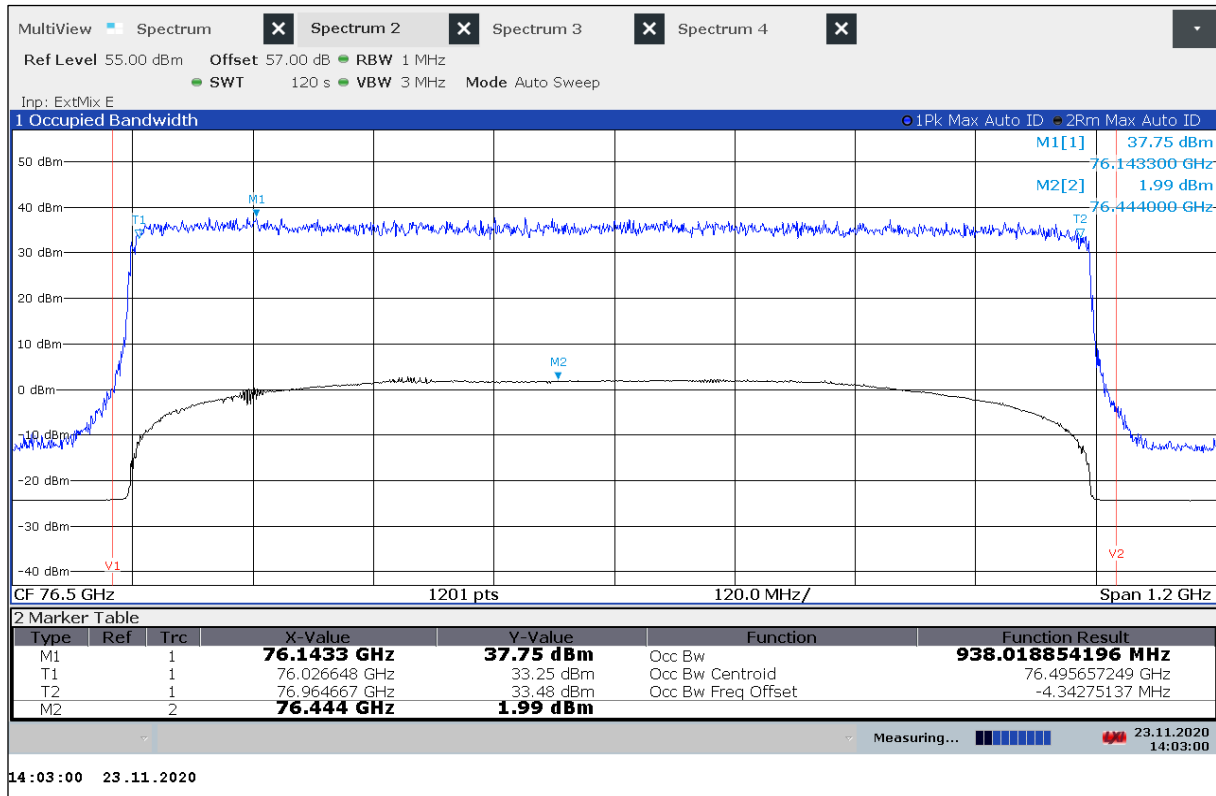 MultiView Spectrum X Spectrum 2 X Spectrum 3 X Spectrum 4 X
Ref Level 55.00 dBm Offset 57.00 dB RBW 1 MHz
SWT 120 s VBW 3 MHz Mode Auto Sweep
Inp: ExtMix E
1 Occupied Bandwidth 1Pk Max Auto ID 2Rm Max Auto ID
M1[1] 37.75 dBm
76.143300 GHz
M2[2] 1.99 dBm
76.444000 GHz
50 dBm
40 dBm
M1
T1
T2
30 dBm
20 dBm
10 dBm
M2
0 dBm
-10 dBm
-20 dBm
-30 dBm
-40 dBm
V1
V2
CF 76.5 GHz 1201 pts 120.0 MHz/ Span 1.2 GHz
2 Marker Table
Type Ref Trc X-Value Y-Value Function Function Result
M1 1 76.1433 GHz 37.75 dBm Occ Bw 938.018854196 MHz
T1 1 76.026648 GHz 33.25 dBm Occ Bw Centroid 76.495657249 GHz
T2 1 76.964667 GHz 33.48 dBm Occ Bw Freq Offset -4.34275137 MHz
M2 2 76.444 GHz 1.99 dBm
Measuring... 23.11.2020
14:03:00
14:03:00 23.11.2020